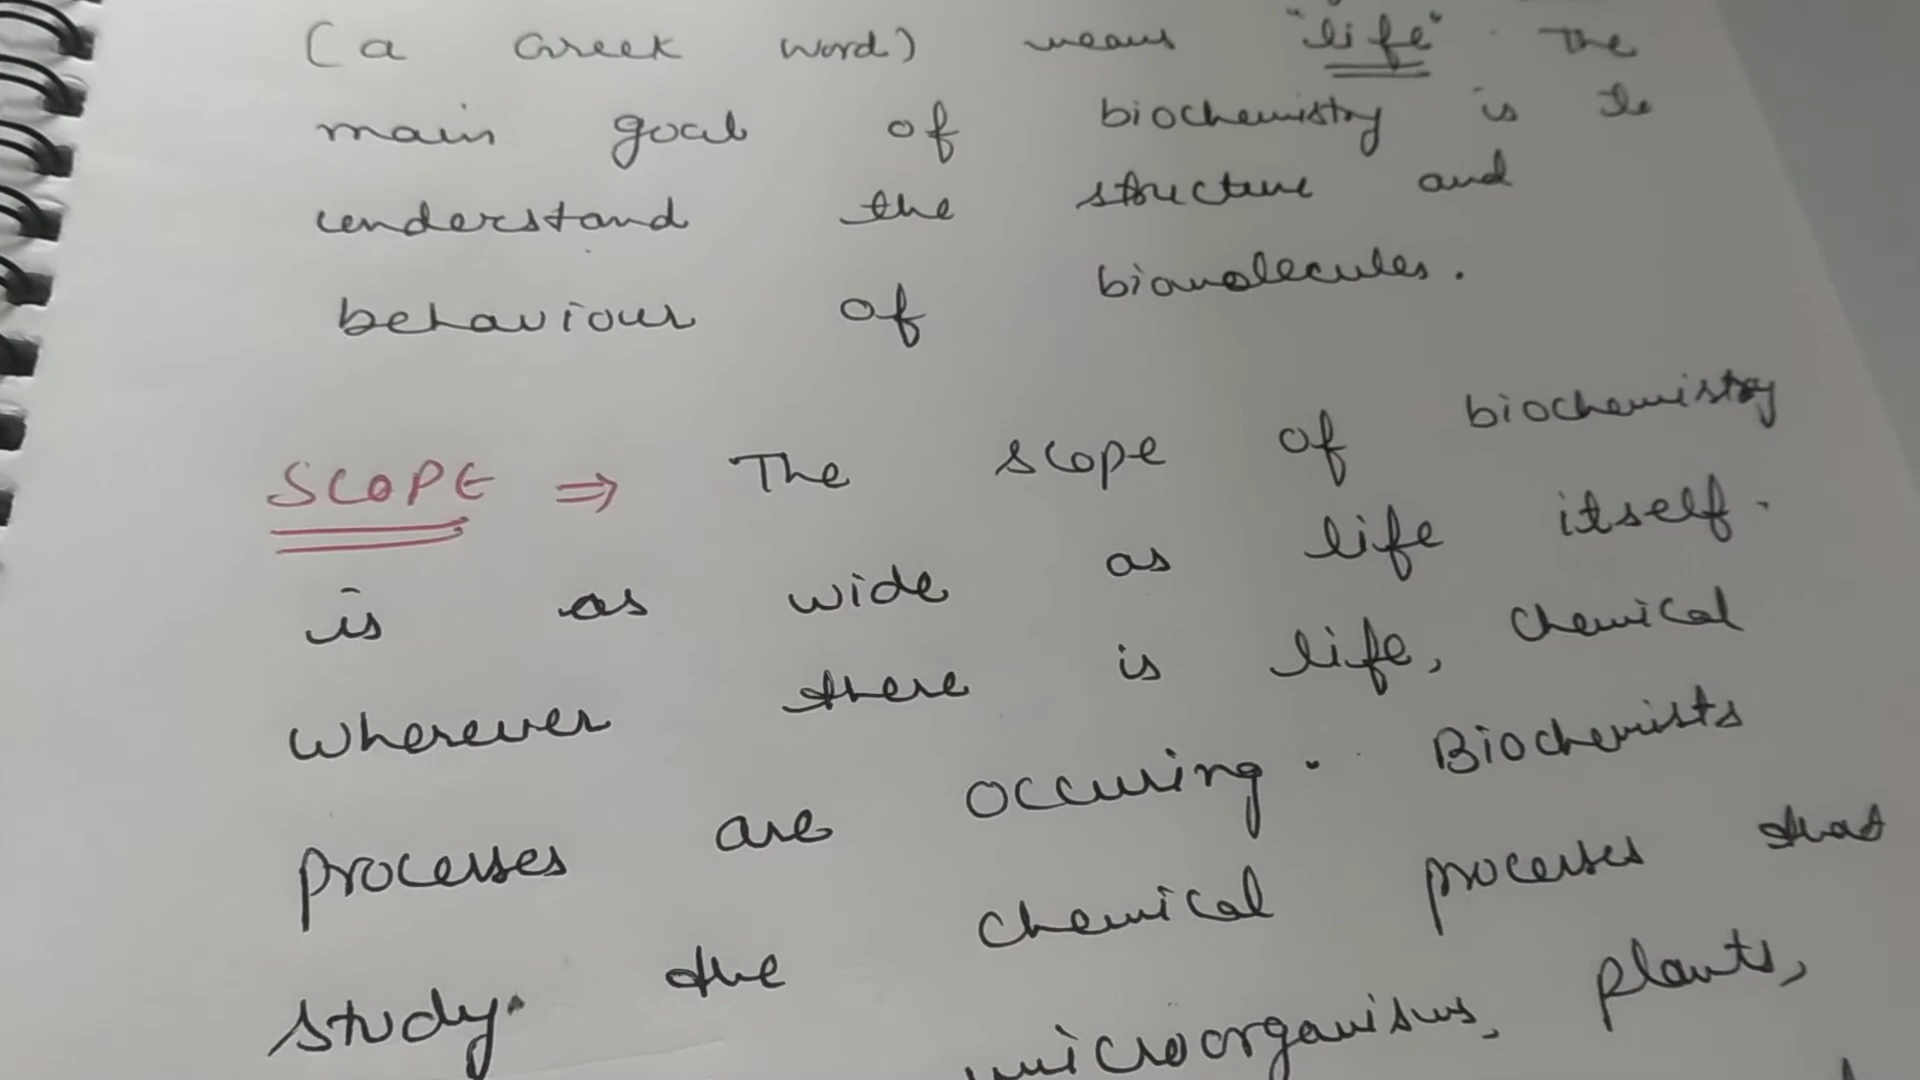 (a Greek word) means "life". The
main goal of biochemistry is the
understand the structure and
behaviour of biomolecules.
SCOPE ⇒ The scope of biochemistry
is as wide as life itself.
Wherever there is life, chemical
processes are occuring. Biochemists
study. the chemical processes that
microorganisms, plants,